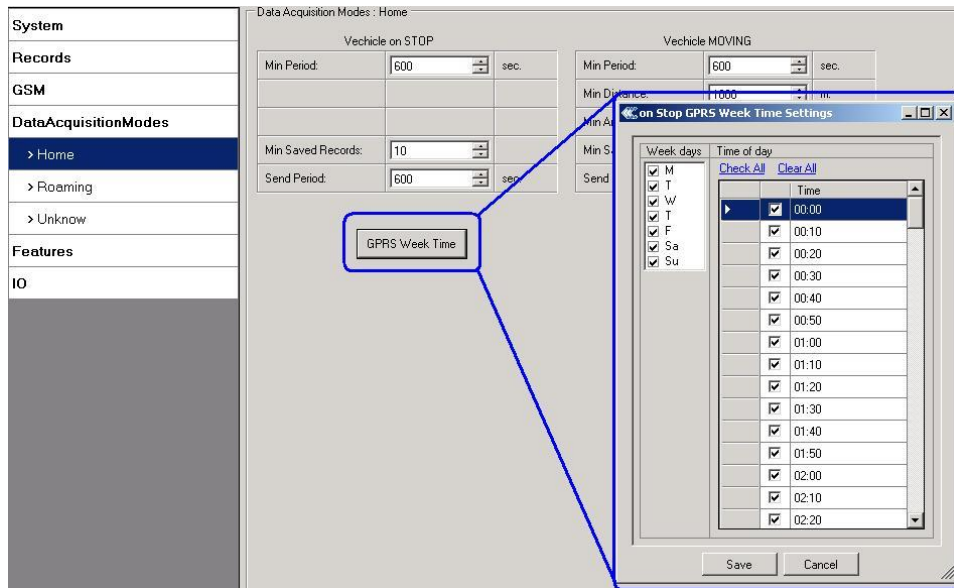 System
Records
GSM
DataAcquisitionModes
> Home
> Roaming
> Unknow
Features
IO
Data Acquisition Modes : Home
Vechicle on STOP
Min Period: 600 sec.
Min Saved Records: 10
Send Period: 600 sec
GPRS Week Time
Vechicle MOVING
Min Period: 600 sec.
Min Distance: 1000 m.
Min
Min
Send
on Stop GPRS Week Time Settings
Week days
M
T
W
T
F
Sa
Su
Time of day
Check All Clear All
Time
00:00
00:10
00:20
00:30
00:40
00:50
01:00
01:10
01:20
01:30
01:40
01:50
02:00
02:10
02:20
Save Cancel